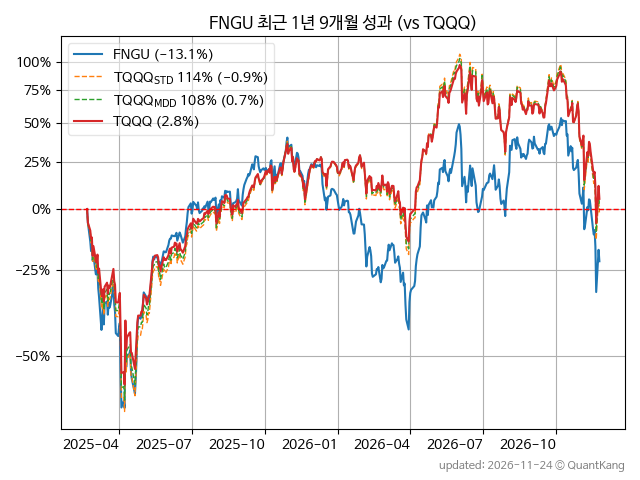 FNGU 최근 1년 9개월 성과 (vs TQQQ)
FNGU (−13.1%)
TQQQSTD 114% (−0.9%)
TQQQMDD 108% (0.7%)
TQQQ (2.8%)
100%
75%
50%
25%
0%
−25%
−50%
2025-04 2025-07 2025-10 2026-01 2026-04 2026-07 2026-10
updated: 2026-11-24 © QuantKang